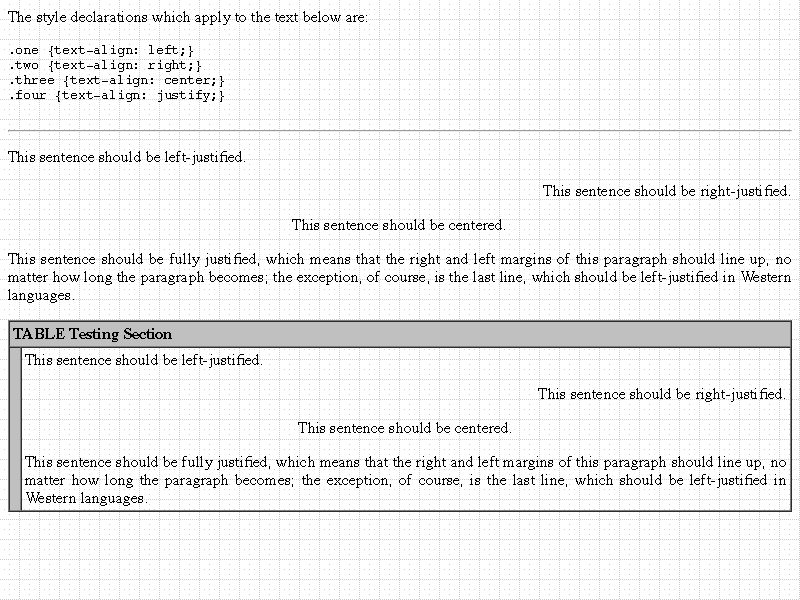 The style declarations which apply to the text below are:
.one {text-align: left;}
.two {text-align: right;}
.three {text-align: center;}
.four {text-align: justify;}
This sentence should be left-justified.
This sentence should be right-justified.
This sentence should be centered.
This sentence should be fully justified, which means that the right and left margins of this paragraph should line up, no
matter how long the paragraph becomes; the exception, of course, is the last line, which should be left-justified in Western
languages.
TABLE Testing Section
This sentence should be left-justified.
This sentence should be right-justified.
This sentence should be centered.
This sentence should be fully justified, which means that the right and left margins of this paragraph should line up, no
matter how long the paragraph becomes; the exception, of course, is the last line, which should be left-justified in
Western languages.